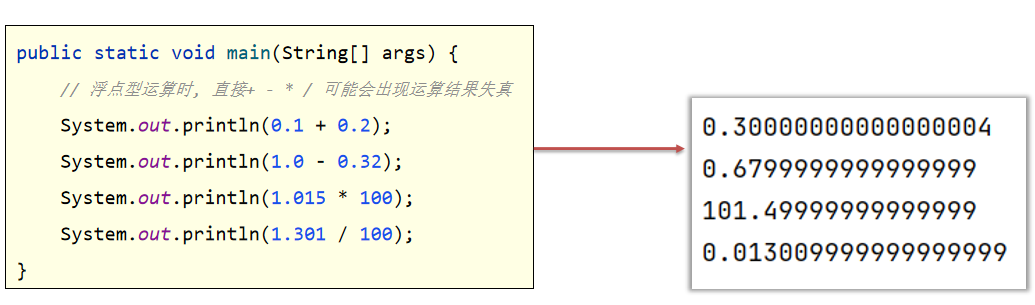 public static void main(String[] args) {
// 浮点型运算时, 直接+ - * / 可能会出现运算结果失真
System.out.println(0.1 + 0.2);
System.out.println(1.0 - 0.32);
System.out.println(1.015 * 100);
System.out.println(1.301 / 100);
}
0.30000000000000004
0.6799999999999999
101.49999999999999
0.013009999999999999